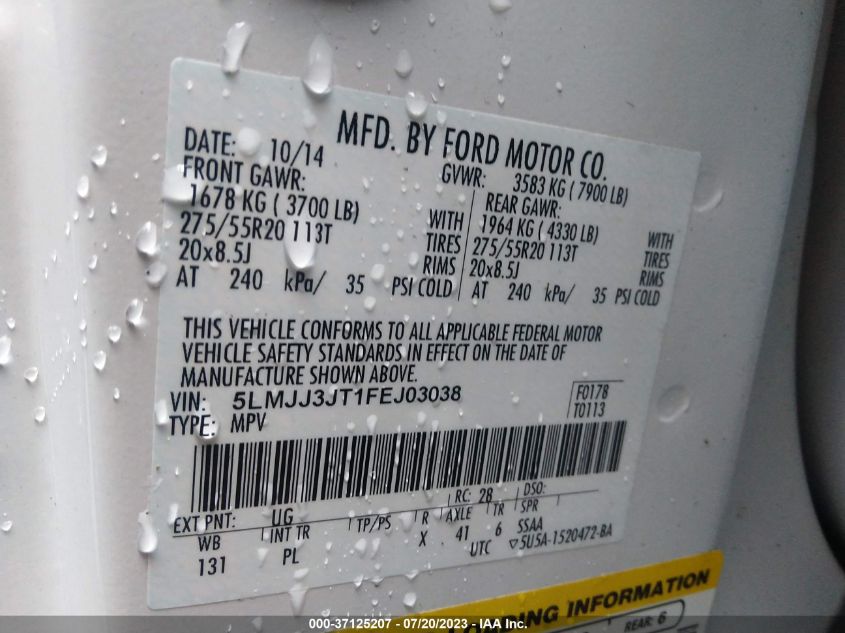 MFD. BY FORD MOTOR CO.
DATE: 10/14
GVWR: 3583 KG ( 7900 LB)
FRONT GAWR:
1678 KG ( 3700 LB)
275/55R20 113T
20x8.5J
WITH
TIRES
RIMS
AT 240 kPa/ 35 PSI COLD
REAR GAWR:
1964 KG ( 4330 LB)
275/55R20 113T
20x8.5J
WITH
TIRES
RIMS
AT 240 kPa/ 35 PSI COLD
THIS VEHICLE CONFORMS TO ALL APPLICABLE FEDERAL MOTOR
VEHICLE SAFETY STANDARDS IN EFFECT ON THE DATE OF
MANUFACTURE SHOWN ABOVE.
VIN: 5LMJJ3JT1FEJ03038
TYPE: MPV
F0178
T0113
EXT PNT: UG RC: 28 DSO:
WB INT TR TP/PS R AXLE TR SPR
131 PL X 41 6 SSAA
UTC ▽5U5A-1520472-BA
LOADING INFORMATION
REAR: 6
000-37125207 - 07/20/2023 - IAA Inc.